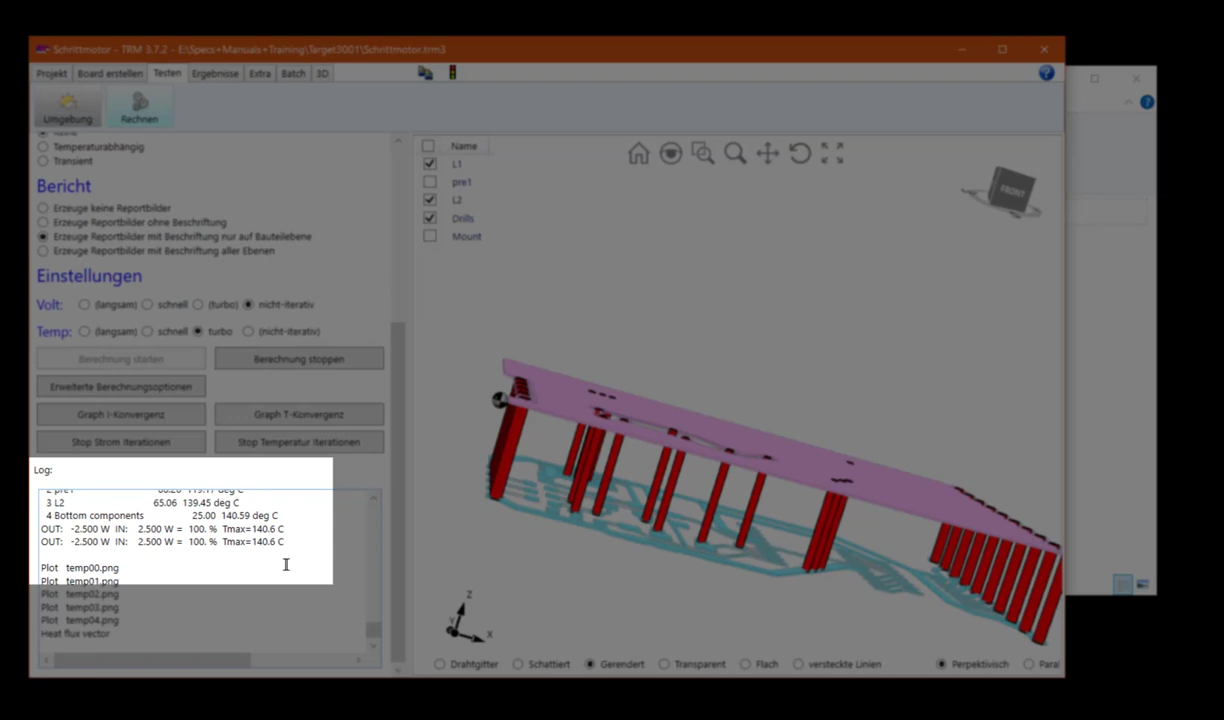 Schrittmotor - TRM 3.7.2 - E:\Specs+Manuals+Training\Target3001\Schrittmotor.trm3
Projekt Board erstellen Testen Ergebnisse Extra Batch 3D
Umgebung Rechnen
Keine
Temperaturabhängig
Transient
Bericht
Erzeuge keine Reportbilder
Erzeuge Reportbilder ohne Beschriftung
Erzeuge Reportbilder mit Beschriftung nur auf Bauteilebene
Erzeuge Reportbilder mit Beschriftung aller Ebenen
Einstellungen
Volt: (langsam) schnell (turbo) nicht-iterativ
Temp: (langsam) schnell turbo (nicht-iterativ)
Berechnung starten Berechnung stoppen
Erweiterte Berechnungsoptionen
Graph I-Konvergenz Graph T-Konvergenz
Stop Strom Iterationen Stop Temperatur Iterationen
Log:
3 L2 65.06 139.45 deg C
4 Bottom components 25.00 140.59 deg C
OUT: -2.500 W IN: 2.500 W = 100. % Tmax=140.6 C
OUT: -2.500 W IN: 2.500 W = 100. % Tmax=140.6 C
Plot temp00.png
Plot temp01.png
Plot temp02.png
Plot temp03.png
Plot temp04.png
Heat flux vector
Name
L1
pre1
L2
Drills
Mount
FRONT
Z
Y
X
Drahtgitter Schattiert Gerendert Transparent Flach versteckte Linien Perpektivisch Paral